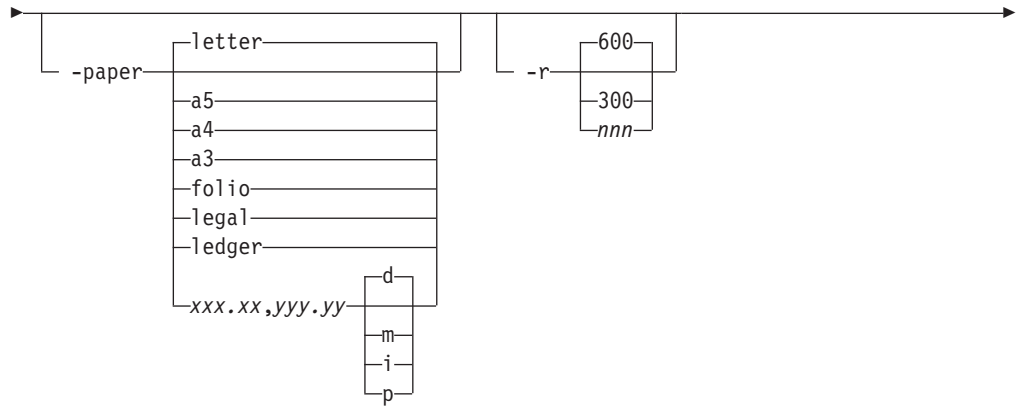 letter 600
-paper -r
a5 300
a4 nnn
a3
folio
legal
ledger
d
xxx.xx,yyy.yy
m
i
p